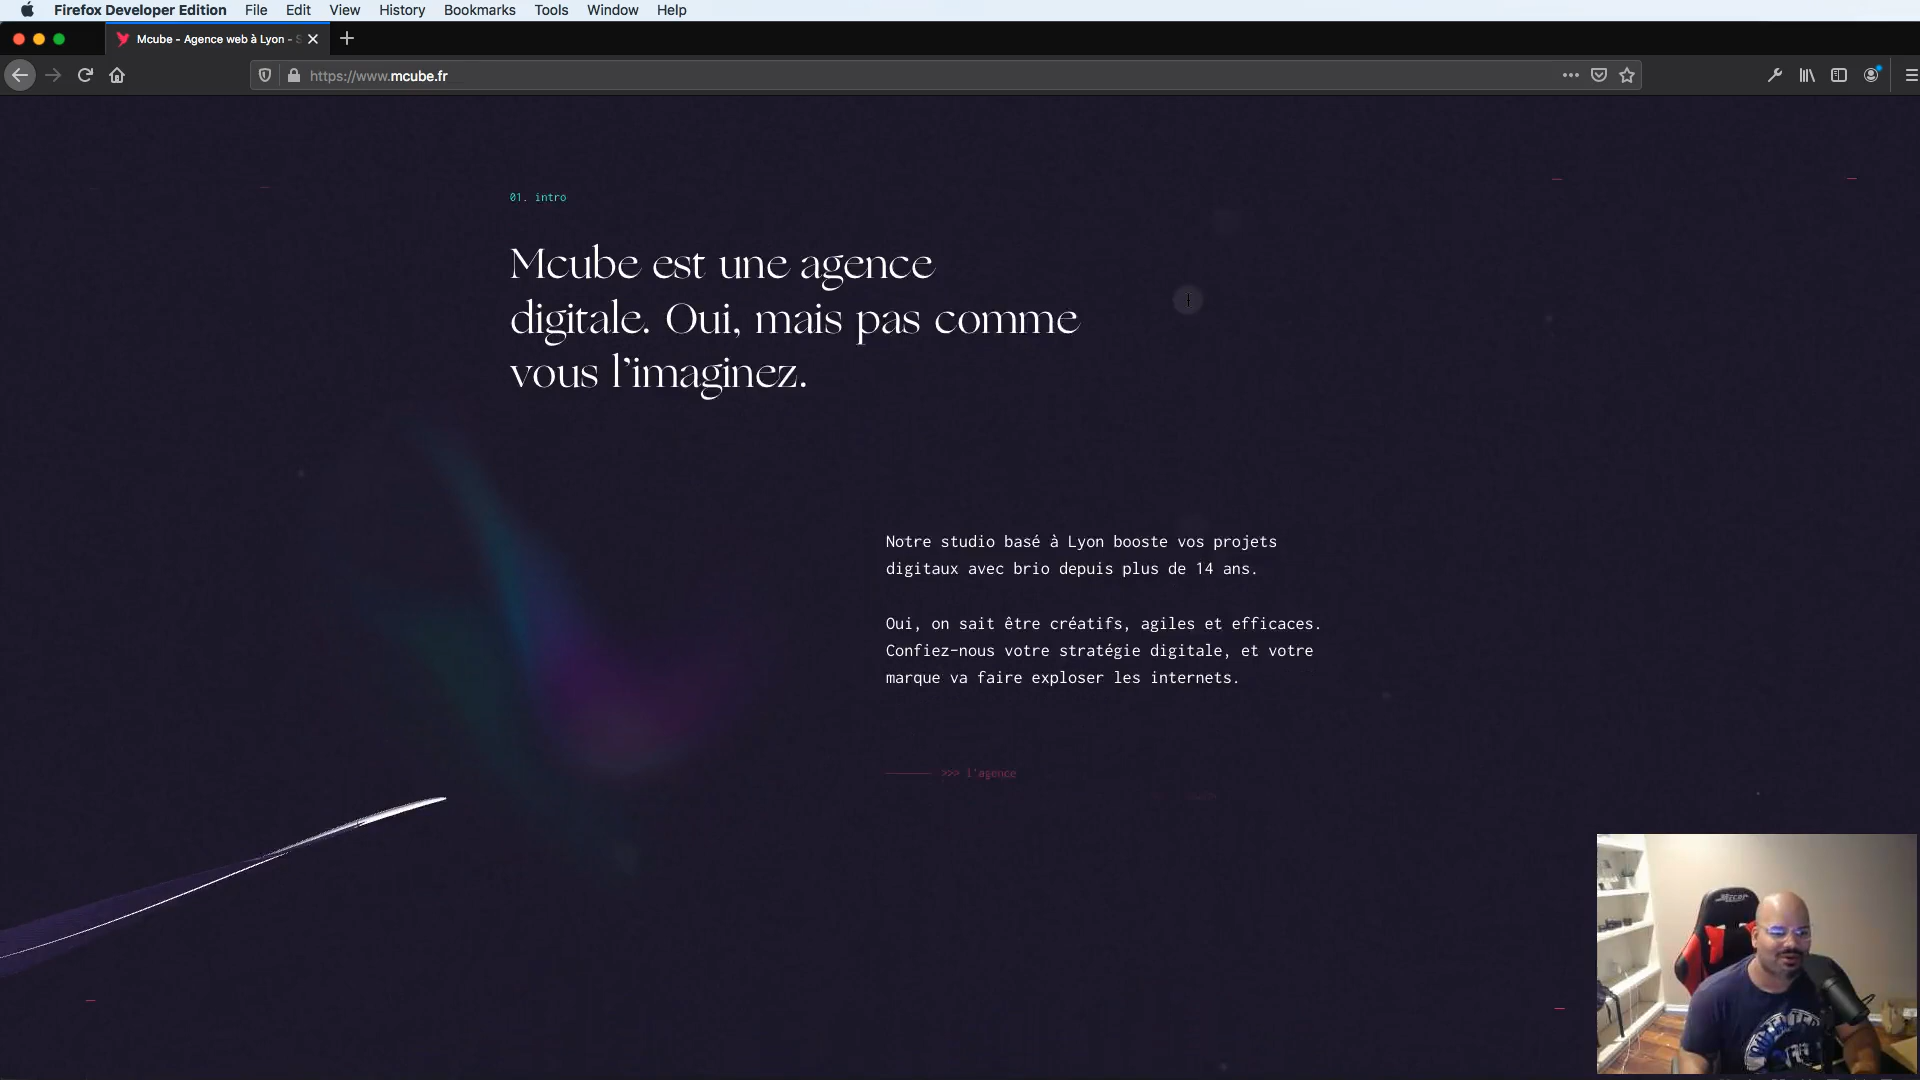 Firefox Developer Edition File Edit View History Bookmarks Tools Window Help
Mcube - Agence web à Lyon - S
https://www.mcube.fr
01. intro
Mcube est une agence
digitale. Oui, mais pas comme
vous l’imaginez.
Notre studio basé à Lyon booste vos projets
digitaux avec brio depuis plus de 14 ans.
Oui, on sait être créatifs, agiles et efficaces.
Confiez-nous votre stratégie digitale, et votre
marque va faire exploser les internets.
>>> l'agence